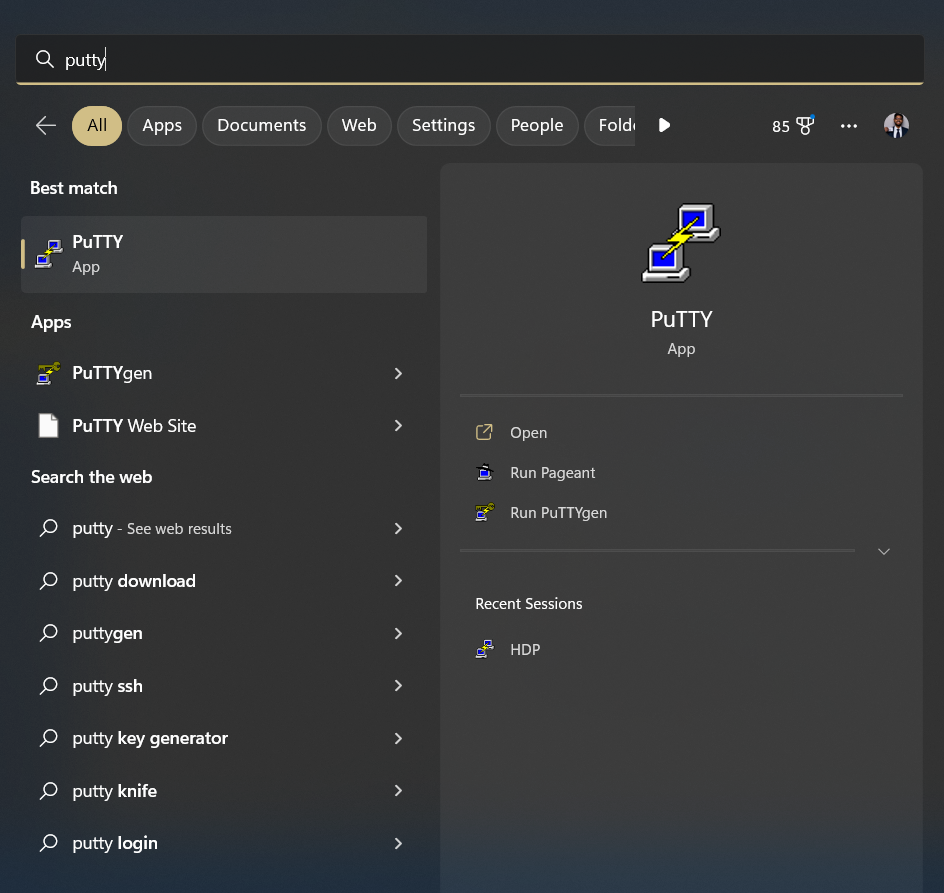 putty
All
Apps
Documents
Web
Settings
People
Folde
85
Best match
PuTTY
App
Apps
PuTTYgen
PuTTY Web Site
Search the web
putty - See web results
putty download
puttygen
putty ssh
putty key generator
putty knife
putty login
PuTTY
App
Open
Run Pageant
Run PuTTYgen
Recent Sessions
HDP